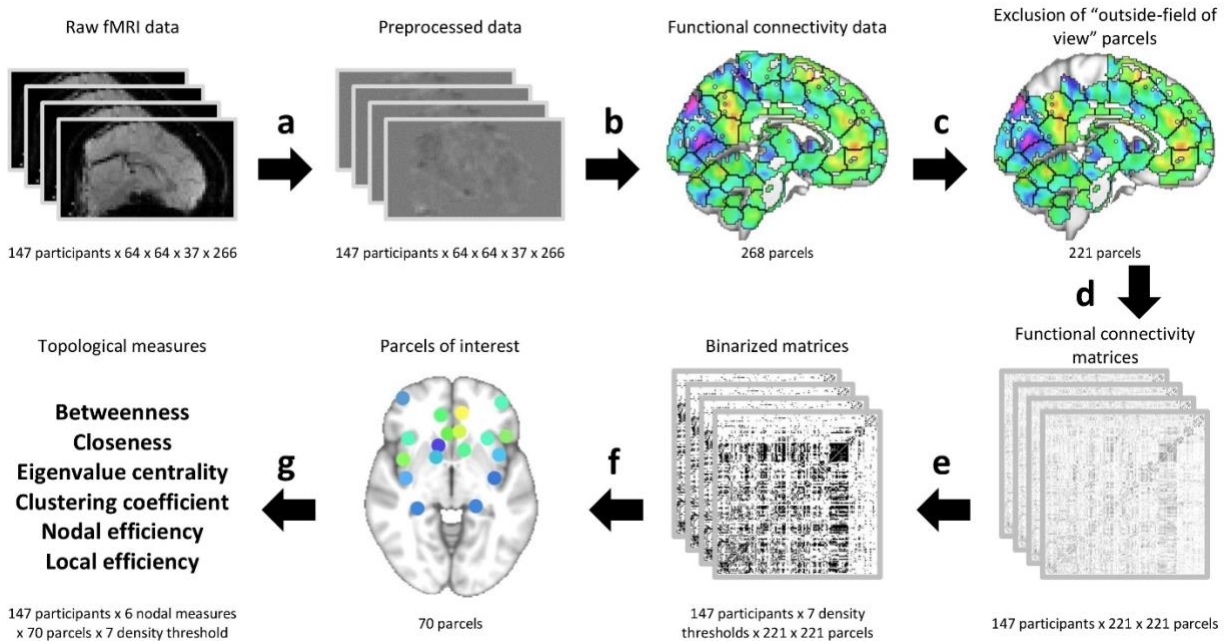 Raw fMRI data
147 participants x 64 x 64 x 37 x 266
a
Preprocessed data
147 participants x 64 x 64 x 37 x 266
b
Functional connectivity data
268 parcels
c
Exclusion of “outside-field of
view” parcels
221 parcels
d
Functional connectivity
matrices
147 participants x 221 x 221 parcels
e
Binarized matrices
147 participants x 7 density
thresholds x 221 x 221 parcels
f
Parcels of interest
70 parcels
g
Topological measures
Betweenness
Closeness
Eigenvalue centrality
Clustering coefficient
Nodal efficiency
Local efficiency
147 participants x 6 nodal measures
x 70 parcels x 7 density threshold